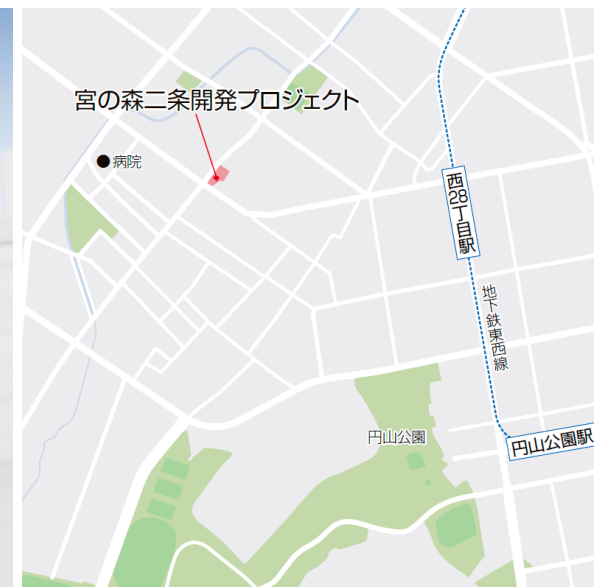 宮の森二条開発プロジェクト
病院
西28丁目駅
地下鉄東西線
円山公園
円山公園駅